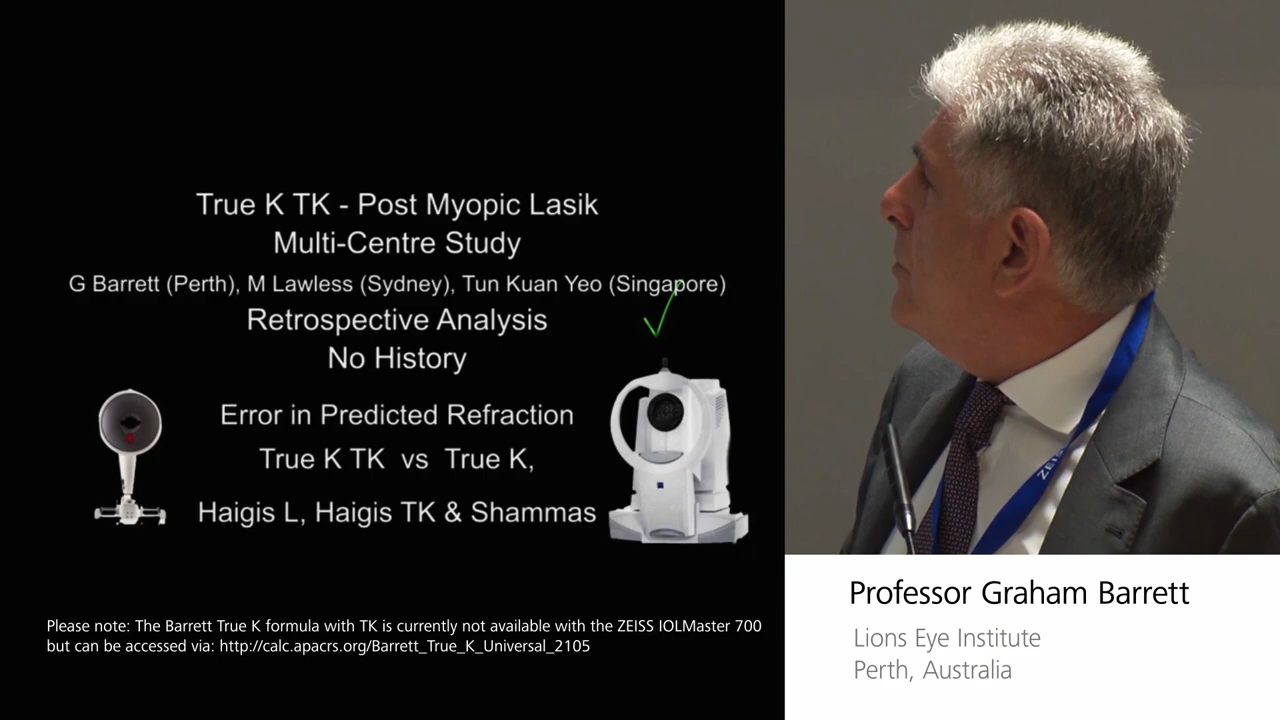 True K TK - Post Myopic Lasik
Multi-Centre Study
G Barrett (Perth), M Lawless (Sydney), Tun Kuan Yeo (Singapore)
Retrospective Analysis
No History
Error in Predicted Refraction
True K TK vs True K,
Haigis L, Haigis TK & Shammas
Please note: The Barrett True K formula with TK is currently not available with the ZEISS IOLMaster 700
but can be accessed via: http://calc.apacrs.org/Barrett_True_K_Universal_2105
ZEISS
Professor Graham Barrett
Lions Eye Institute
Perth, Australia